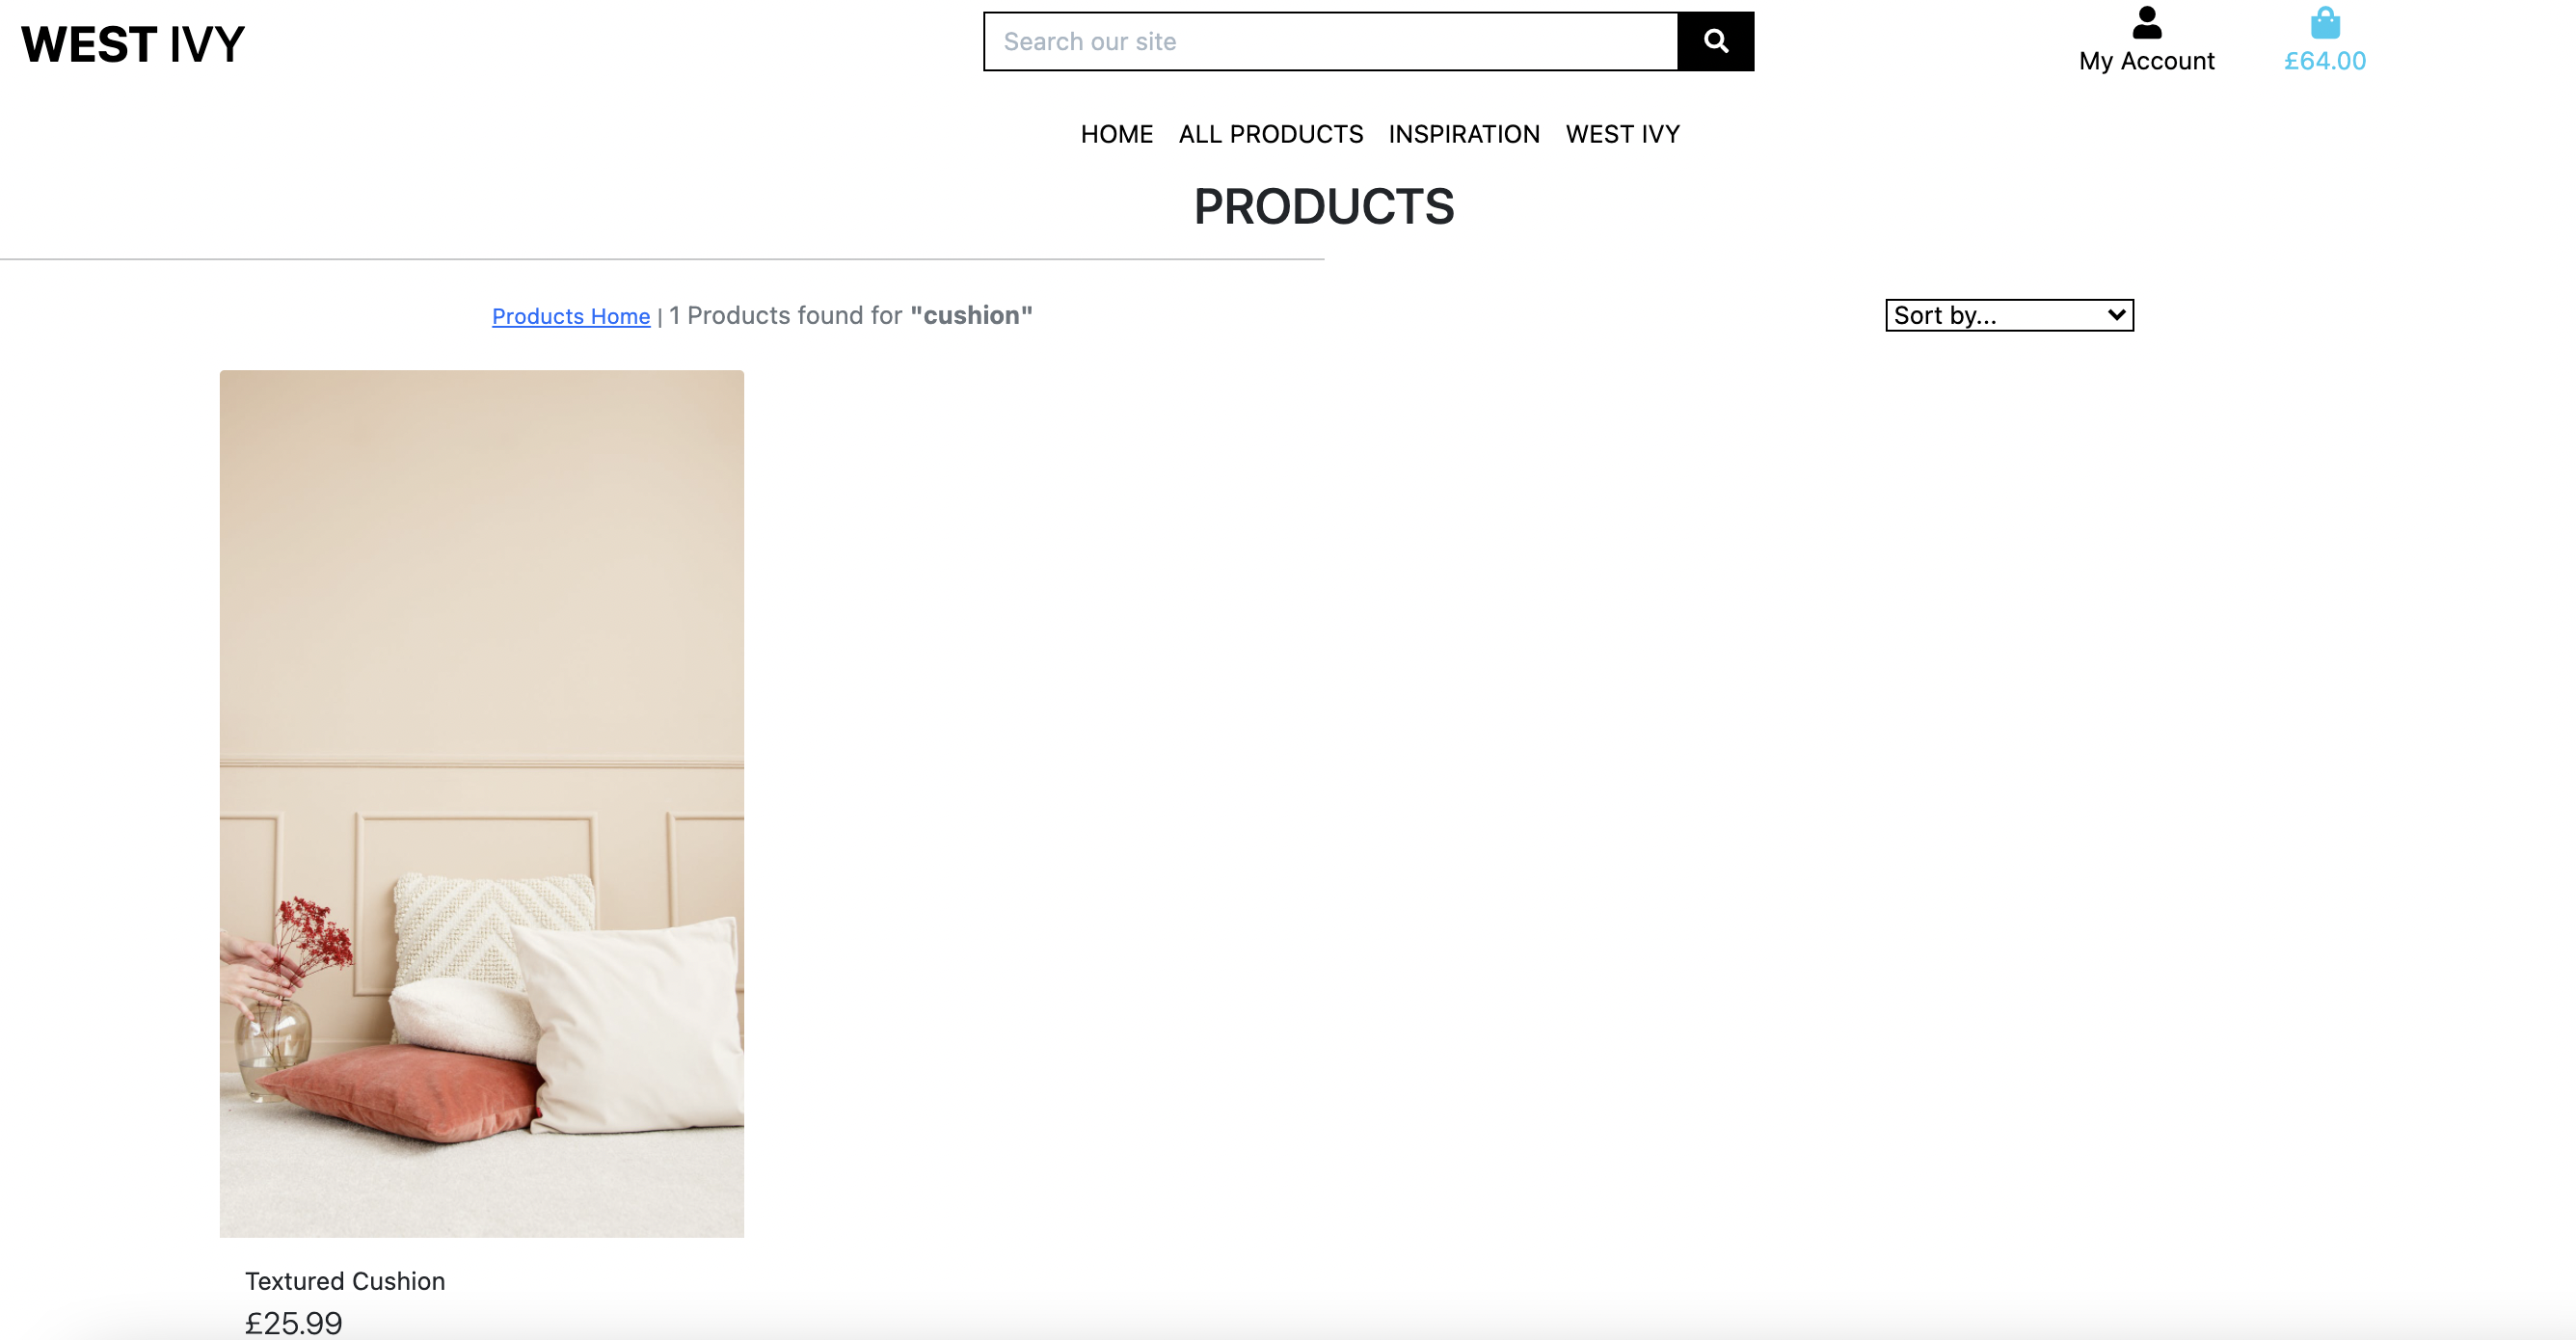 WEST IVY
Search our site
My Account
£64.00
HOME ALL PRODUCTS INSPIRATION WEST IVY
PRODUCTS
Products Home | 1 Products found for "cushion"
Sort by...
Textured Cushion
£25.99